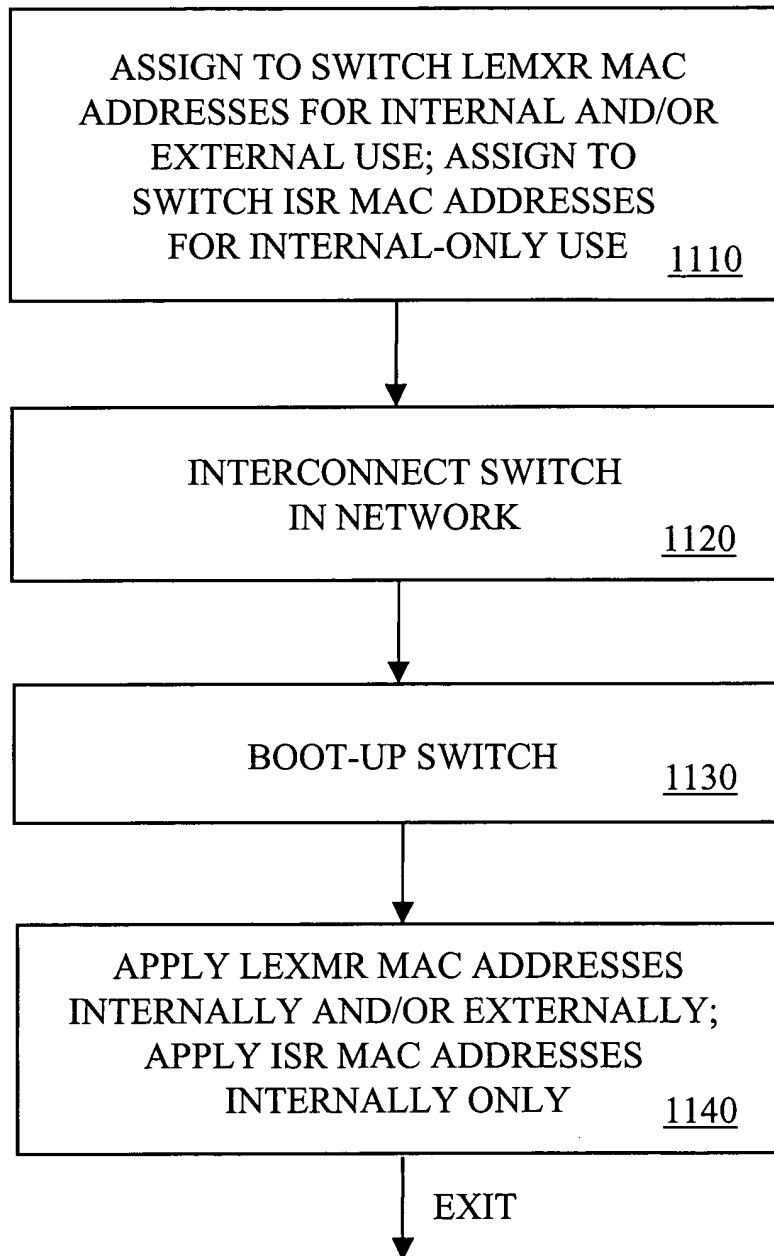 ASSIGN TO SWITCH LEMXR MAC
ADDRESSES FOR INTERNAL AND/OR
EXTERNAL USE; ASSIGN TO
SWITCH ISR MAC ADDRESSES
FOR INTERNAL-ONLY USE
1110
INTERCONNECT SWITCH
IN NETWORK
1120
BOOT-UP SWITCH
1130
APPLY LEXMR MAC ADDRESSES
INTERNALLY AND/OR EXTERNALLY;
APPLY ISR MAC ADDRESSES
INTERNALLY ONLY
1140
EXIT